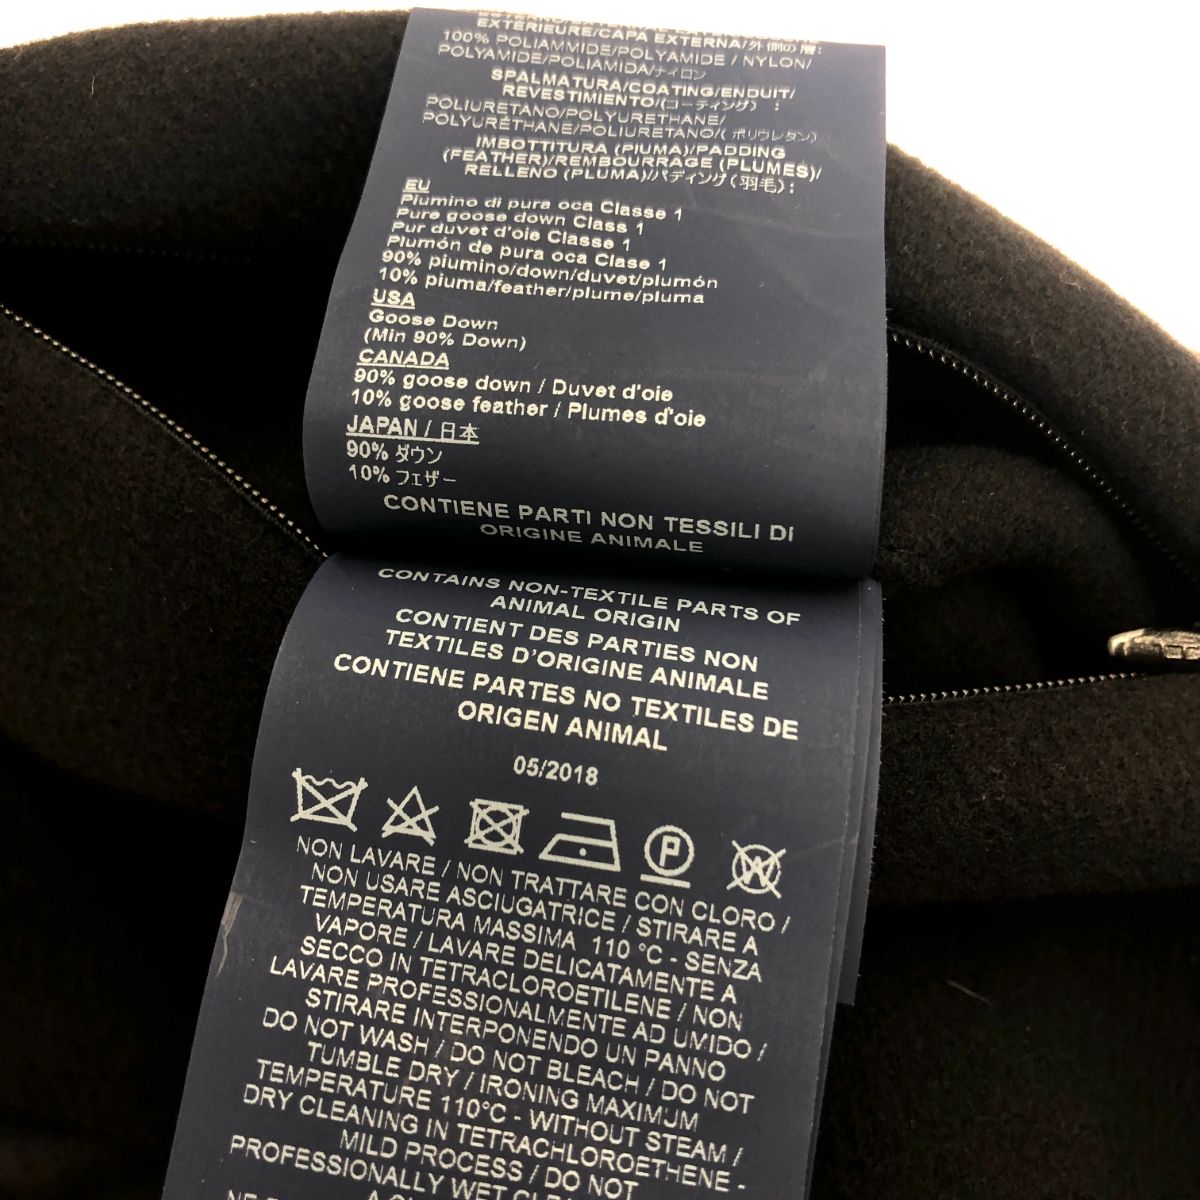 EXTERIEURE/CAPA EXTERNA/外側の層:
100% POLIAMMIDE/POLYAMIDE / NYLON/
POLYAMIDE/POLIAMIDA/ナイロン
SPALMATURA/COATING/ENDUIT/
REVESTIMIENTO/(コーティング) :
POLIURETANO/POLYURETHANE/
POLYURÉTHANE/POLIURETANO/( ポリウレタン)
IMBOTTITURA (PIUMA)/PADDING
(FEATHER)/REMBOURRAGE (PLUMES)/
RELLENO (PLUMA)/パディング(羽毛):
EU
Piumino di pura oca Classe 1
Pure goose down Class 1
Pur duvet d'oie Classe 1
Plumón de pura oca Clase 1
90% piumino/down/duvet/plumón
10% piuma/feather/plume/pluma
USA
Goose Down
(Min 90% Down)
CANADA
90% goose down / Duvet d'oie
10% goose feather / Plumes d'oie
JAPAN / 日本
90% ダウン
10% フェザー
CONTIENE PARTI NON TESSILI Di
ORIGINE ANIMALE
CONTAINS NON-TEXTILE PARTS OF
ANIMAL ORIGIN
CONTIENT DES PARTIES NON
TEXTILES D'ORIGINE ANIMALE
CONTIENE PARTES NO TEXTILES DE
ORIGEN ANIMAL
05/2018
P W
NON LAVARE / NON TRATTARE CON CLORO /
NON USARE ASCIUGATRICE / STIRARE A
TEMPERATURA MASSIMA 110 °C - SENZA
VAPORE / LAVARE DELICATAMENTE A
SECCO IN TETRACLOROETILENE / NON
LAVARE PROFESSIONALMENTE AD UMIDO /
STIRARE INTERPONENDO UN PANNO
DO NOT WASH / DO NOT BLEACH / DO NOT
TUMBLE DRY / IRONING MAXIMUM
TEMPERATURE 110°C - WITHOUT STEAM /
DRY CLEANING IN TETRACHLOROETHENE -
MILD PROCESS / DO NOT
PROFESSIONALLY WET CLEAN